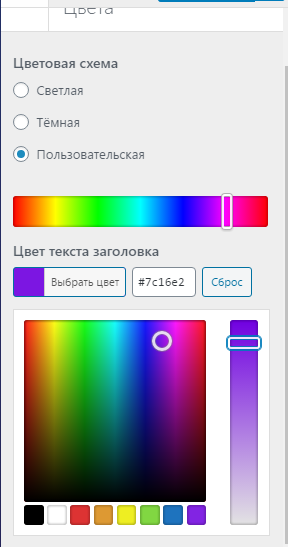 Цвета
Цветовая схема
Светлая
Тёмная
Пользовательская
Цвет текста заголовка
Выбрать цвет
#7c16e2
Сброс